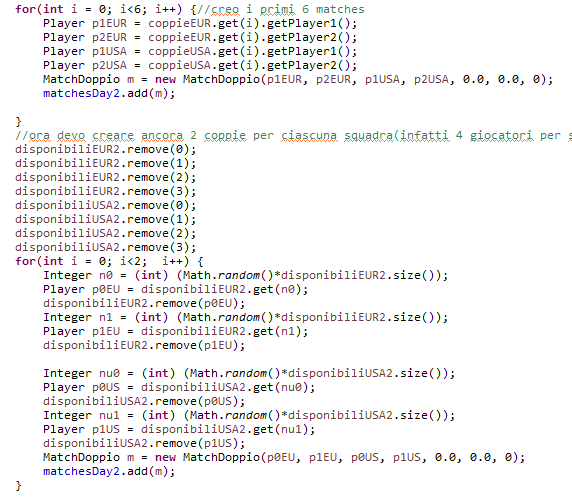 for(int i = 0; i<6; i++) {//creo i primi 6 matches
    Player p1EUR = coppieEUR.get(i).getPlayer1();
    Player p2EUR = coppieEUR.get(i).getPlayer2();
    Player p1USA = coppieUSA.get(i).getPlayer1();
    Player p2USA = coppieUSA.get(i).getPlayer2();
    MatchDoppio m = new MatchDoppio(p1EUR, p2EUR, p1USA, p2USA, 0.0, 0.0, 0);
    matchesDay2.add(m);

}
//ora devo creare ancora 2 coppie per ciascuna squadra(infatti 4 giocatori per s
disponibiliEUR2.remove(0);
disponibiliEUR2.remove(1);
disponibiliEUR2.remove(2);
disponibiliEUR2.remove(3);
disponibiliUSA2.remove(0);
disponibiliUSA2.remove(1);
disponibiliUSA2.remove(2);
disponibiliUSA2.remove(3);
for(int i = 0; i<2;  i++) {
    Integer n0 = (int) (Math.random()*disponibiliEUR2.size());
    Player p0EU = disponibiliEUR2.get(n0);
    disponibiliEUR2.remove(p0EU);
    Integer n1 = (int) (Math.random()*disponibiliEUR2.size());
    Player p1EU = disponibiliEUR2.get(n1);
    disponibiliEUR2.remove(p1EU);

    Integer nu0 = (int) (Math.random()*disponibiliUSA2.size());
    Player p0US = disponibiliUSA2.get(nu0);
    disponibiliUSA2.remove(p0US);
    Integer nu1 = (int) (Math.random()*disponibiliUSA2.size());
    Player p1US = disponibiliUSA2.get(nu1);
    disponibiliUSA2.remove(p1US);
    MatchDoppio m = new MatchDoppio(p0EU, p1EU, p0US, p1US, 0.0, 0.0, 0);
    matchesDay2.add(m);
}